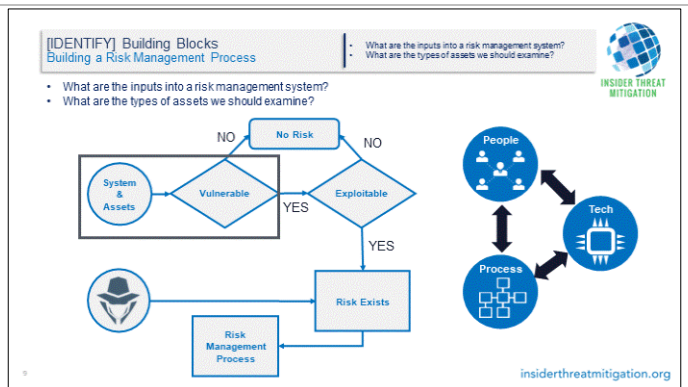 [IDENTIFY] Building Blocks
Building a Risk Management Process
• What are the inputs into a risk management system?
• What are the types of assets we should examine?
INSIDER THREAT
MITIGATION
• What are the inputs into a risk management system?
• What are the types of assets we should examine?
NO
No Risk
NO
System
&
Assets
Vulnerable
YES
Exploitable
YES
Risk Exists
Risk
Management
Process
People
Tech
Process
9
insiderthreatmitigation.org